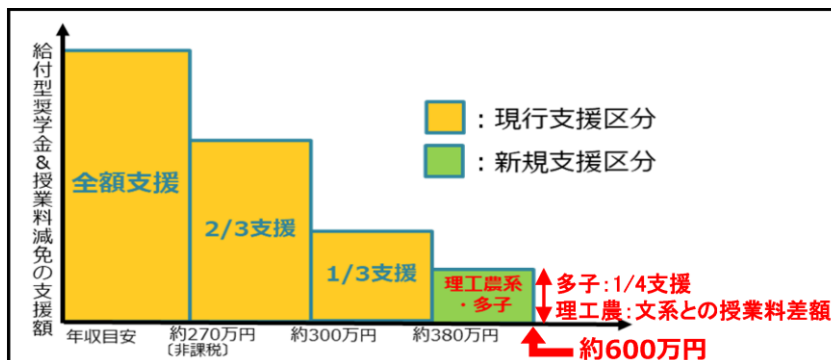 給付型奨学金&授業料減免の支援額
:現行支援区分
:新規支援区分
全額支援
2/3支援
1/3支援
理工農系
・多子
多子:1/4支援
理工農:文系との授業料差額
年収目安
約270万円
〔非課税〕
約300万円
約380万円
約600万円